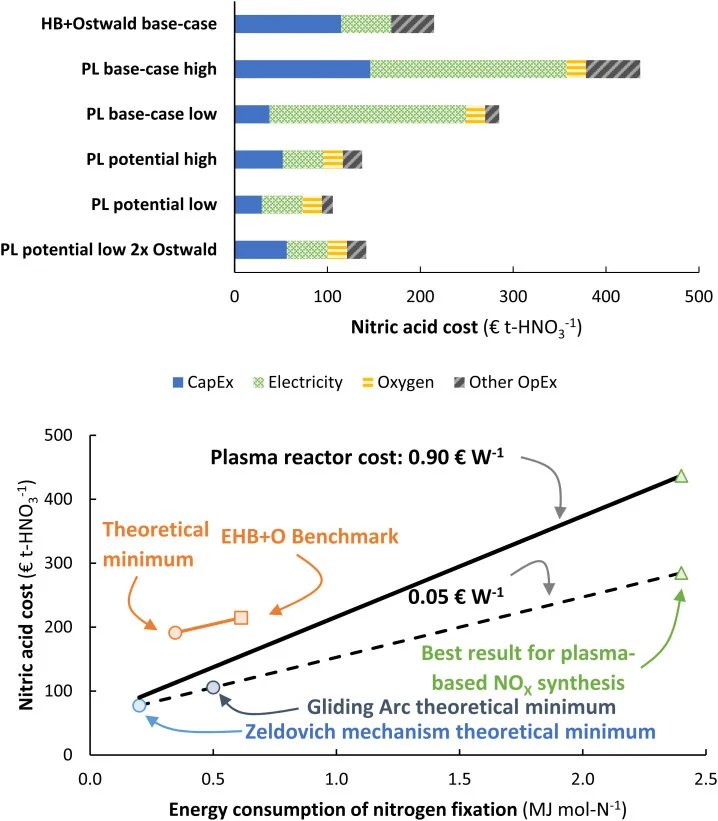 HB+Ostwald base-case
PL base-case high
PL base-case low
PL potential high
PL potential low
PL potential low 2x Ostwald
0 100 200 300 400 500
Nitric acid cost (€ t-HNO₃⁻¹)
CapEx Electricity Oxygen Other OpEx
500
400
300
200
100
0
Nitric acid cost (€ t-HNO₃⁻¹)
Plasma reactor cost: 0.90 € W⁻¹
Theoretical
minimum
EHB+O Benchmark
0.05 € W⁻¹
Best result for plasma-
based NOₓ synthesis
Gliding Arc theoretical minimum
Zeldovich mechanism theoretical minimum
0.0 0.5 1.0 1.5 2.0 2.5
Energy consumption of nitrogen fixation (MJ mol-N⁻¹)